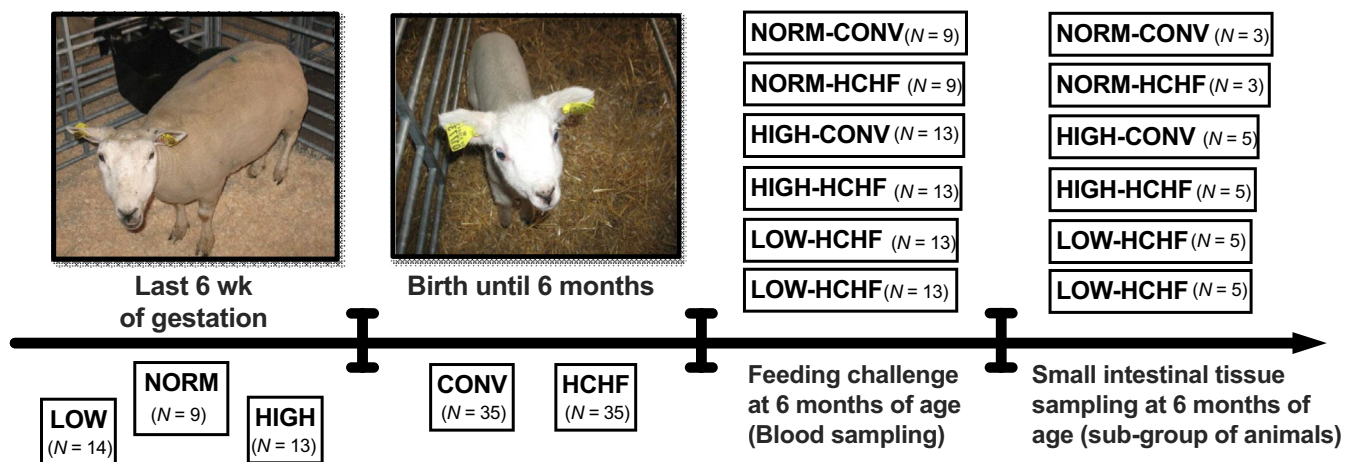 NORM-CONV (N = 9)
NORM-HCHF (N = 9)
HIGH-CONV (N = 13)
HIGH-HCHF (N = 13)
LOW-HCHF (N = 13)
LOW-HCHF (N = 13)
NORM-CONV (N = 3)
NORM-HCHF (N = 3)
HIGH-CONV (N = 5)
HIGH-HCHF (N = 5)
LOW-HCHF (N = 5)
LOW-HCHF (N = 5)
Last 6 wk
of gestation
Birth until 6 months
LOW
(N = 14)
NORM
(N = 9)
HIGH
(N = 13)
CONV
(N = 35)
HCHF
(N = 35)
Feeding challenge
at 6 months of age
(Blood sampling)
Small intestinal tissue
sampling at 6 months of
age (sub-group of animals)